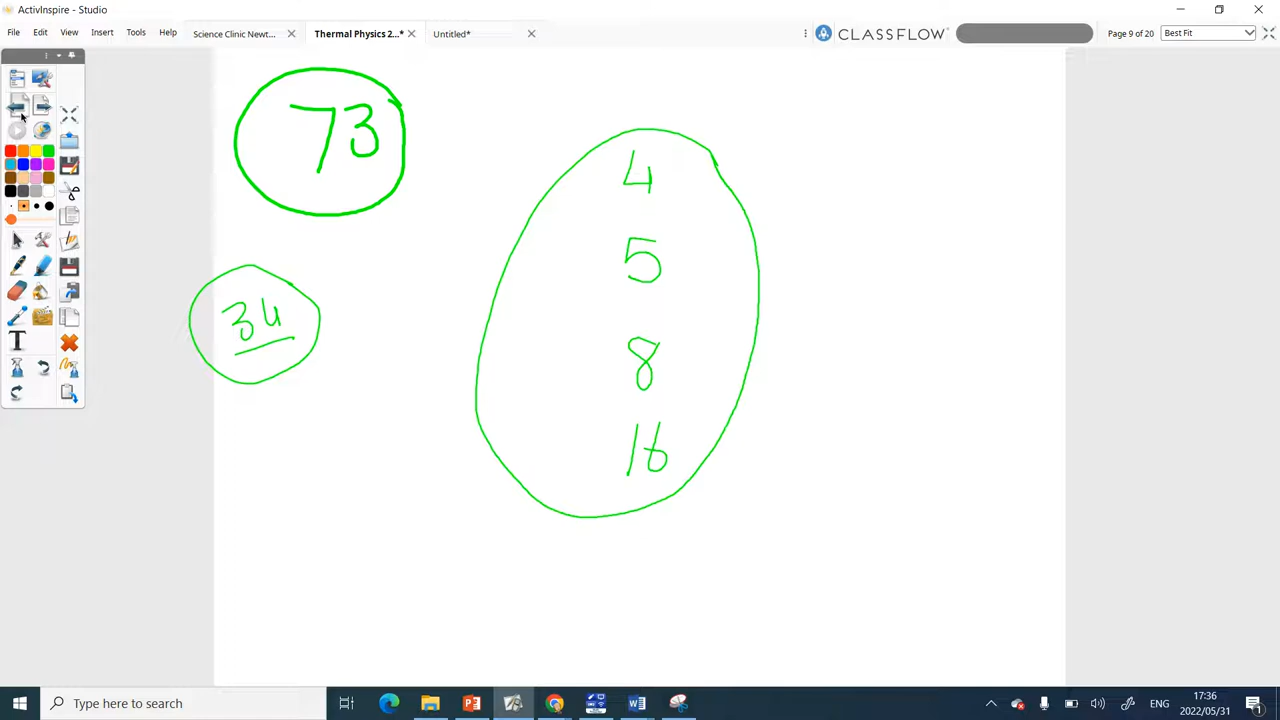 ActivInspire - Studio
File Edit View Insert Tools Help
Science Clinic Newt... Thermal Physics 2...* Untitled* CLASSFLOW Page 9 of 20 Best Fit
73
4
5
34
8
16
T
Type here to search
P W
ENG
17:36
2022/05/31
1